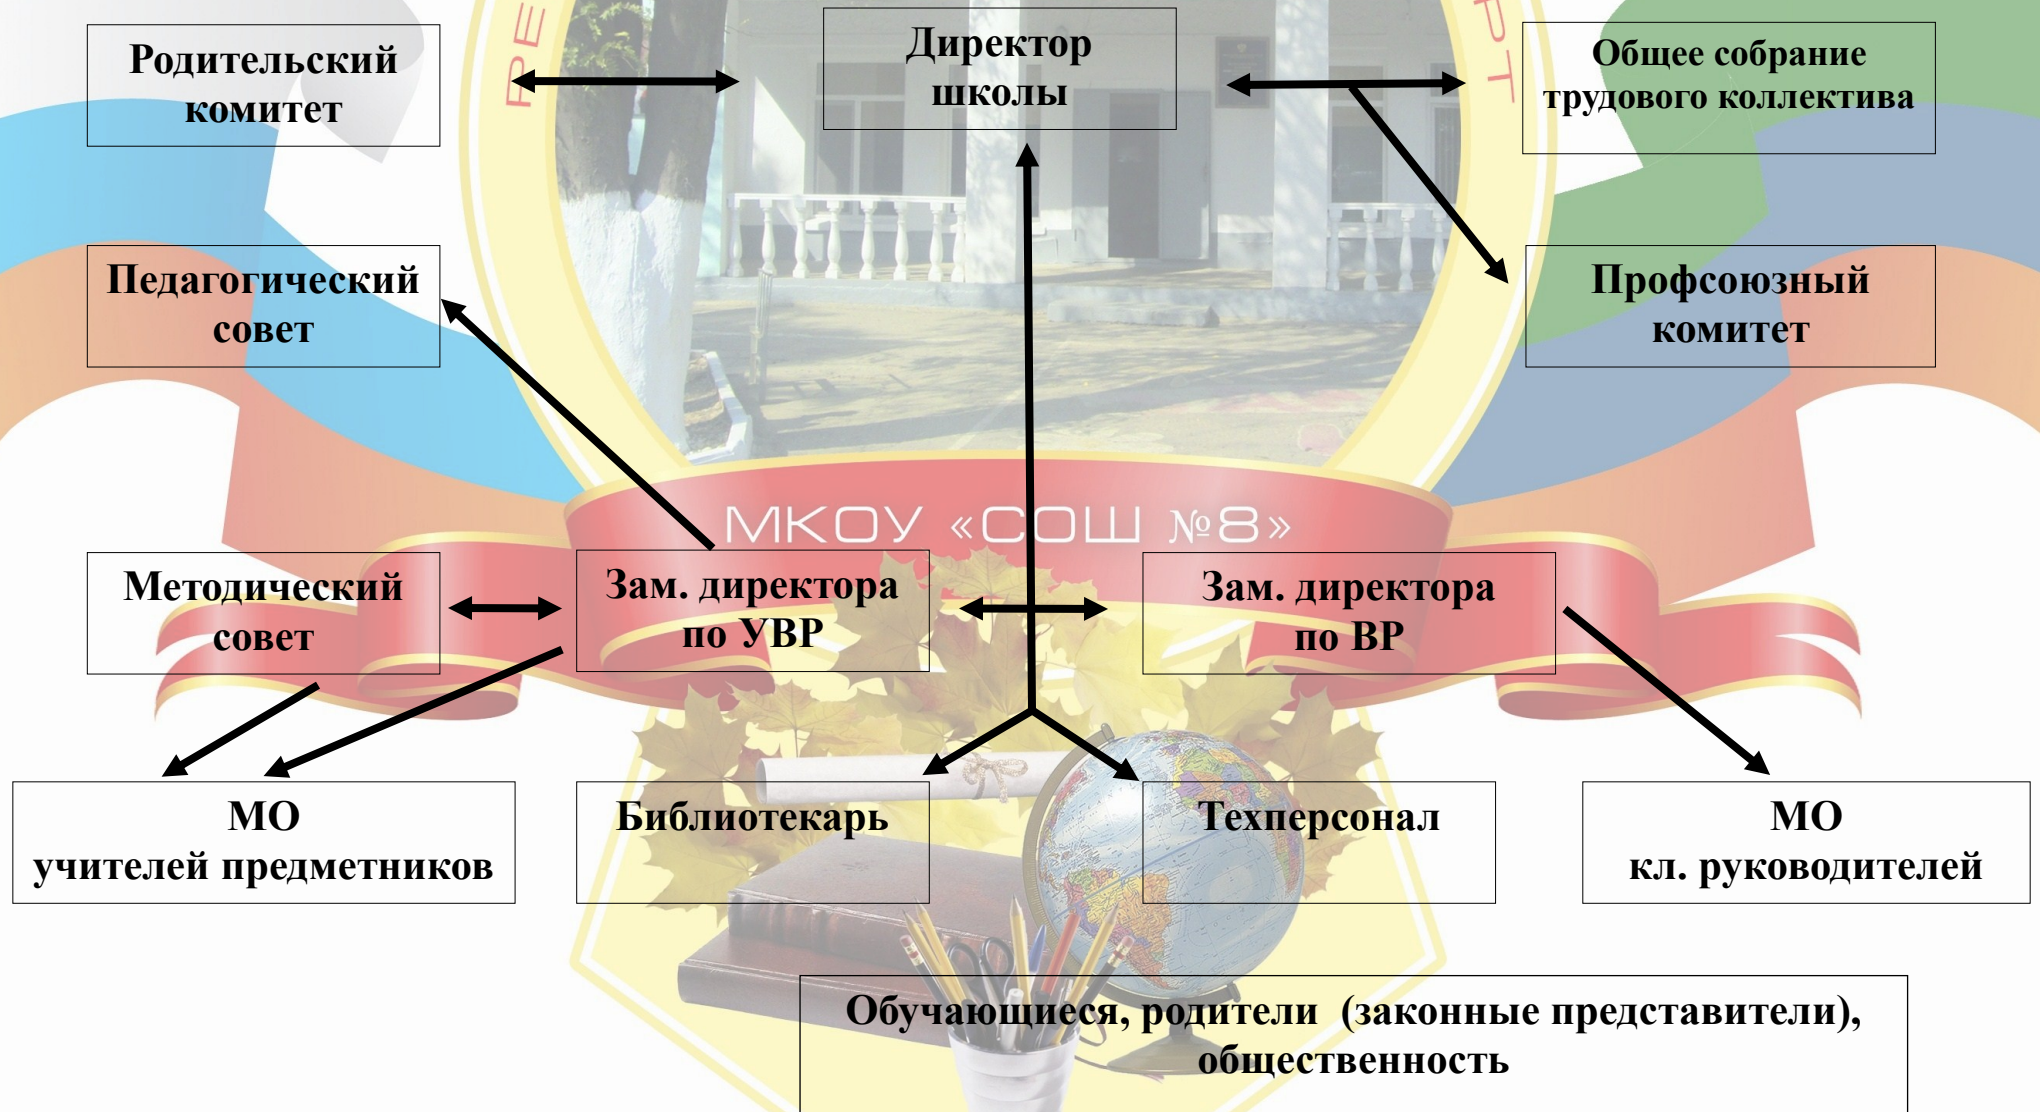 РЕ
РТ
Родительский
комитет
Директор
школы
Общее собрание
трудового коллектива
Педагогический
совет
Профсоюзный
комитет
МКОУ «СОШ №8»
Методический
совет
Зам. директора
по УВР
Зам. директора
по ВР
МО
учителей предметников
Библиотекарь
Техперсонал
МО
кл. руководителей
Обучающиеся, родители (законные представители),
общественность